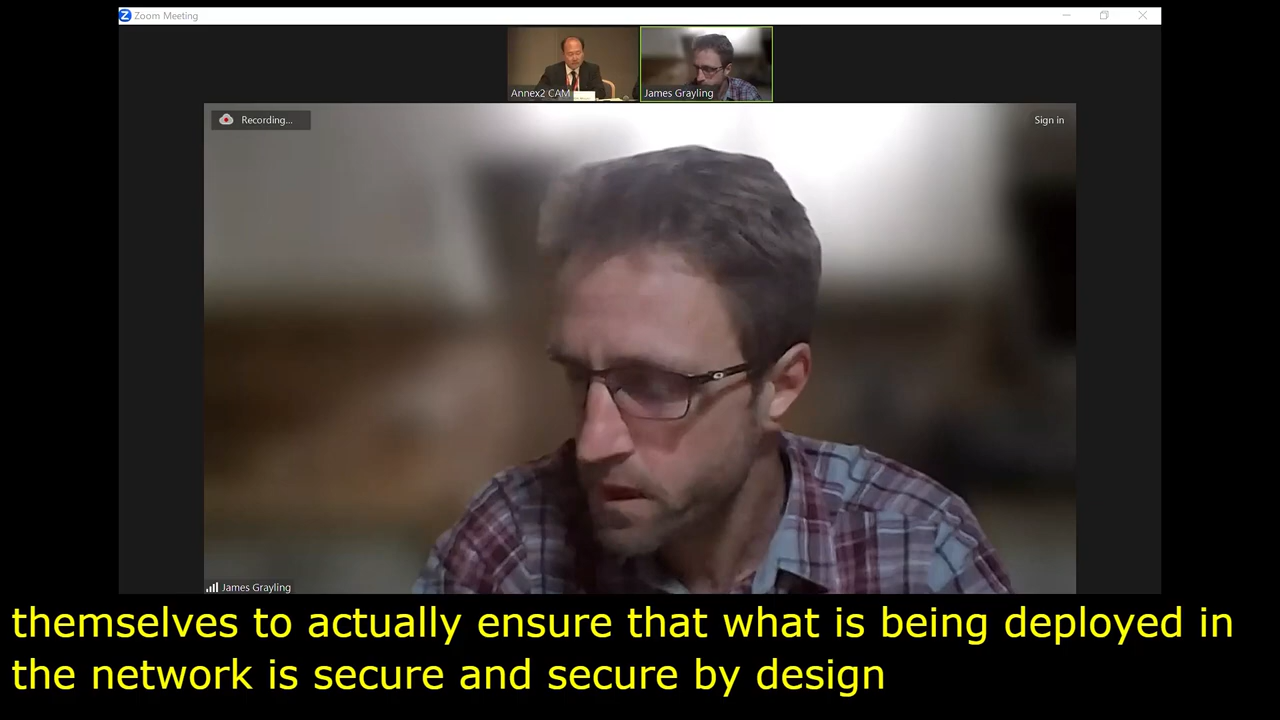 Zoom Meeting
Annex2 CAM
James Grayling
Recording...
Sign in
James Grayling
themselves to actually ensure that what is being deployed in
the network is secure and secure by design